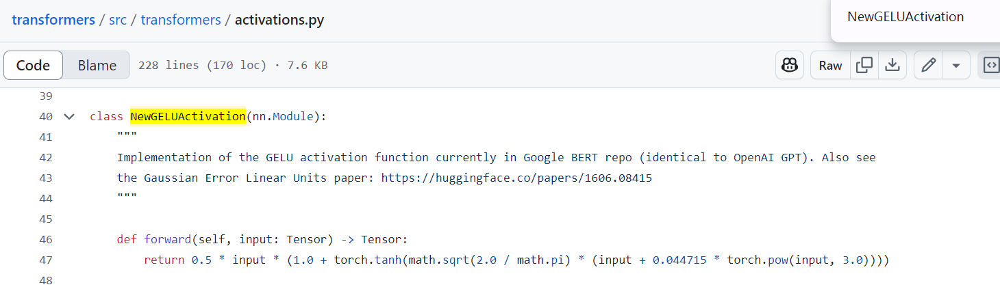 transformers / src / transformers / activations.py
NewGELUActivation
Code Blame 228 lines (170 loc) · 7.6 KB
Raw
39
40 class NewGELUActivation(nn.Module):
41 """
42 Implementation of the GELU activation function currently in Google BERT repo (identical to OpenAI GPT). Also see
43 the Gaussian Error Linear Units paper: https://huggingface.co/papers/1606.08415
44 """
45
46 def forward(self, input: Tensor) -> Tensor:
47 return 0.5 * input * (1.0 + torch.tanh(math.sqrt(2.0 / math.pi) * (input + 0.044715 * torch.pow(input, 3.0))))
48